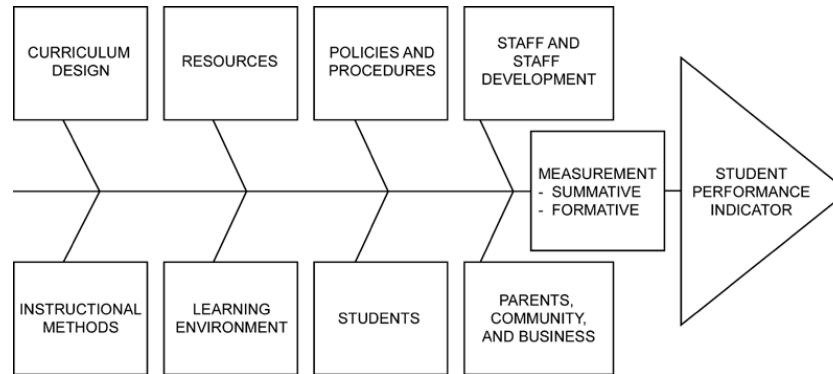 CURRICULUM
DESIGN
RESOURCES
POLICIES AND
PROCEDURES
STAFF AND
STAFF
DEVELOPMENT
MEASUREMENT
- SUMMATIVE
- FORMATIVE
STUDENT
PERFORMANCE
INDICATOR
INSTRUCTIONAL
METHODS
LEARNING
ENVIRONMENT
STUDENTS
PARENTS,
COMMUNITY,
AND BUSINESS